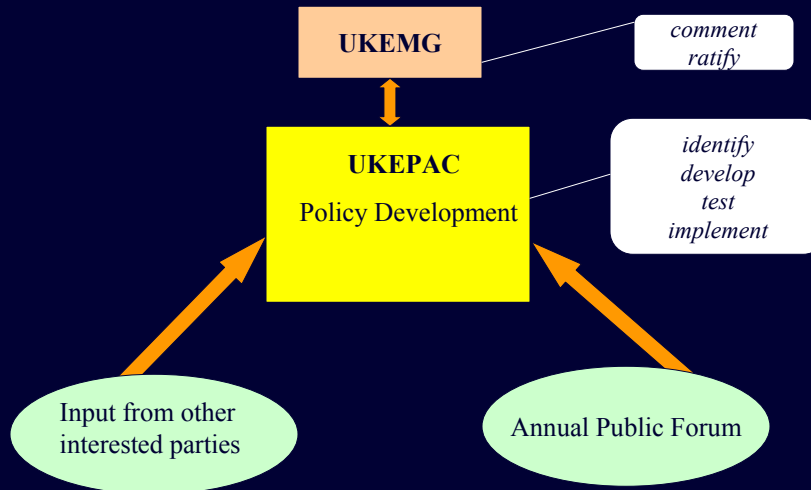 UKEMG
comment
ratify
UKEPAC
Policy Development
identify
develop
test
implement
Input from other
interested parties
Annual Public Forum